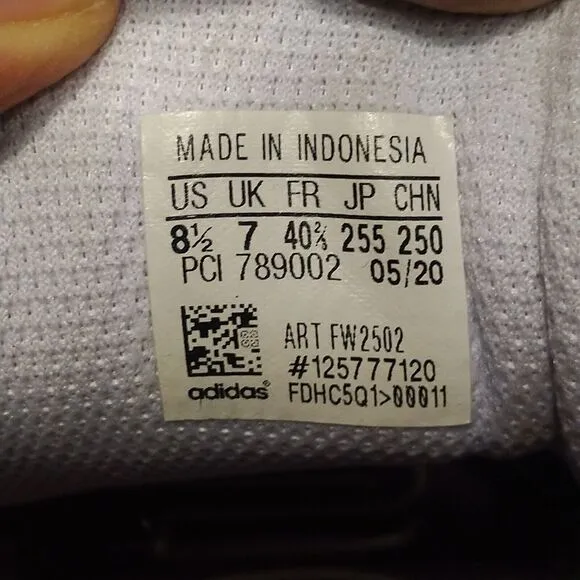 MADE IN INDONESIA
US UK FR JP CHN
8½ 7 40⅔ 255 250
PCI 789002 05/20
ART FW2502
#125777120
adidas® FDHC5Q1>00011